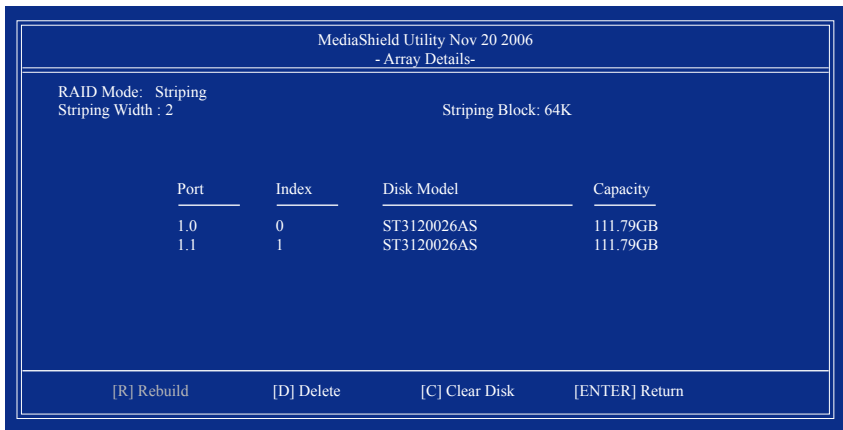 MediaShield Utility Nov 20 2006
- Array Details-
RAID Mode: Striping
Striping Width : 2 Striping Block: 64K
Port Index Disk Model Capacity
1.0 0 ST3120026AS 111.79GB
1.1 1 ST3120026AS 111.79GB
[R] Rebuild [D] Delete [C] Clear Disk [ENTER] Return